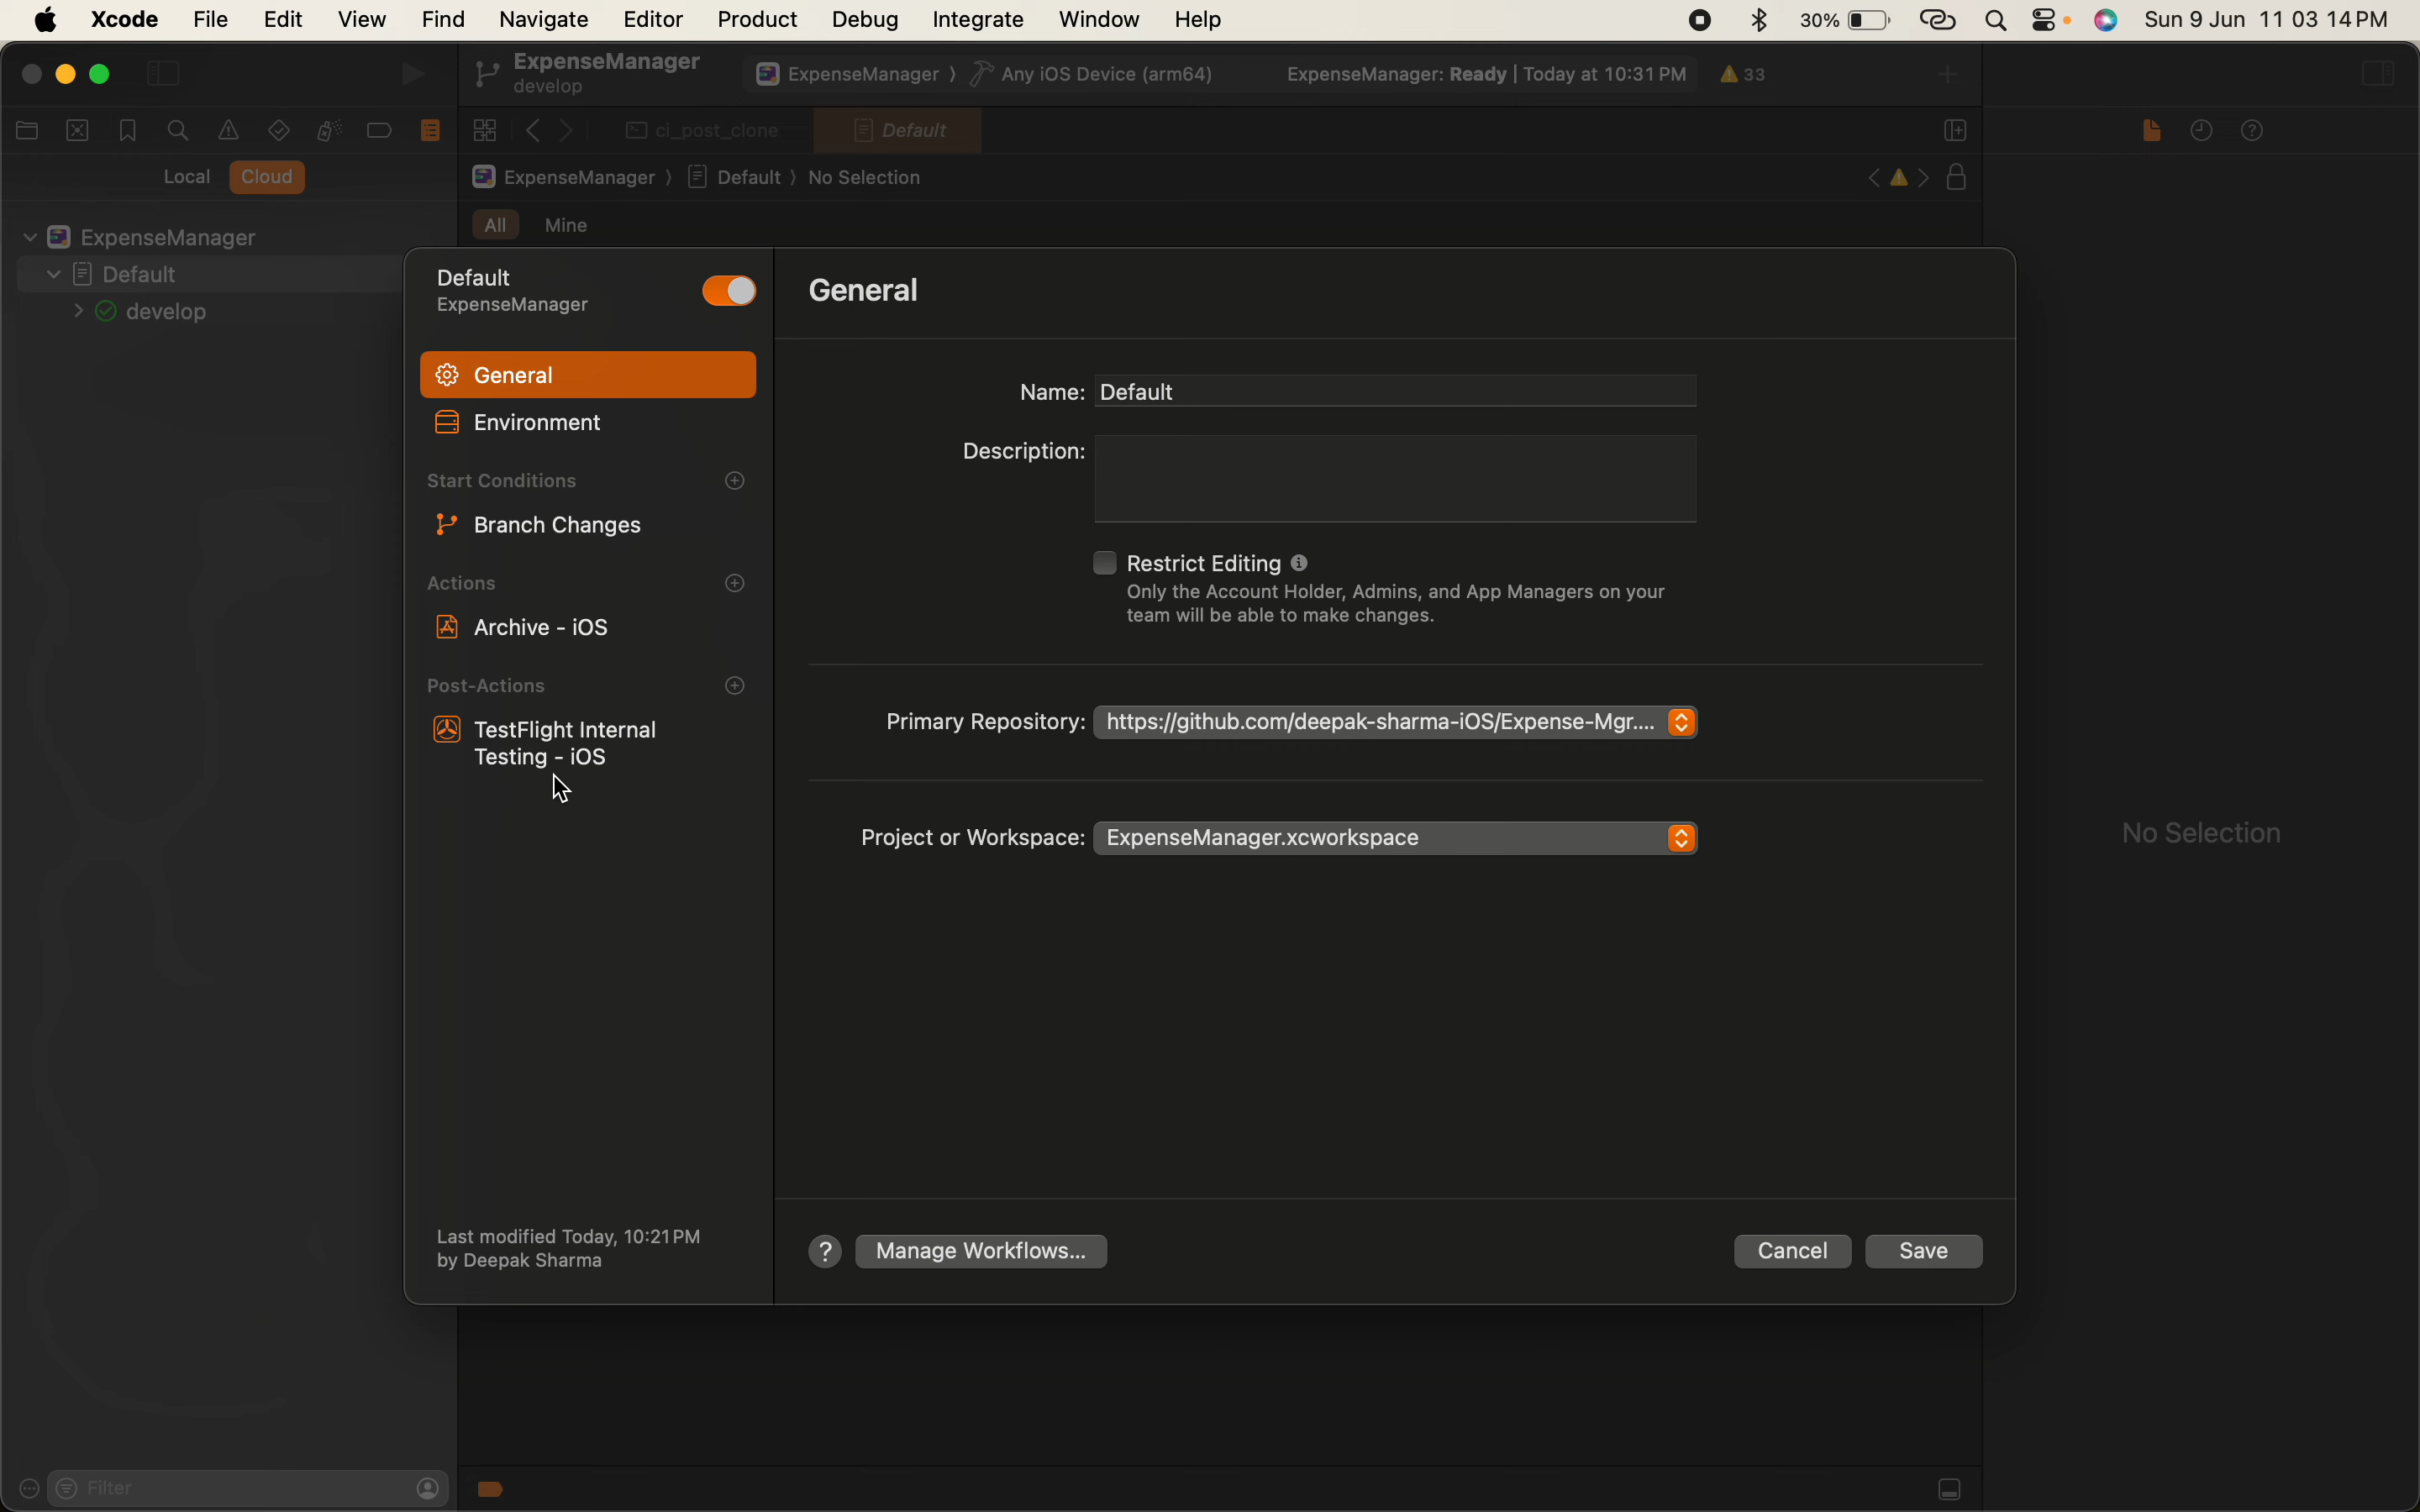 Xcode File Edit View Find Navigate Editor Product Debug Integrate Window Help 30% Sun 9 Jun 11 03 14 PM
ExpenseManager
develop
ExpenseManager 〉 Any iOS Device (arm64)
ExpenseManager: Ready | Today at 10:31 PM
33
ci_post_clone
Default
Local Cloud
ExpenseManager 〉 Default 〉 No Selection
All Mine
ExpenseManager
Default
develop
Default
ExpenseManager
General
Environment
Start Conditions
Branch Changes
Actions
Archive - iOS
Post-Actions
TestFlight Internal
Testing - iOS
Last modified Today, 10:21 PM
by Deepak Sharma
General
Name: Default
Description:
Restrict Editing
Only the Account Holder, Admins, and App Managers on your
team will be able to make changes.
Primary Repository: https://github.com/deepak-sharma-iOS/Expense-Mgr....
Project or Workspace: ExpenseManager.xcworkspace
? Manage Workflows... Cancel Save
No Selection
Filter